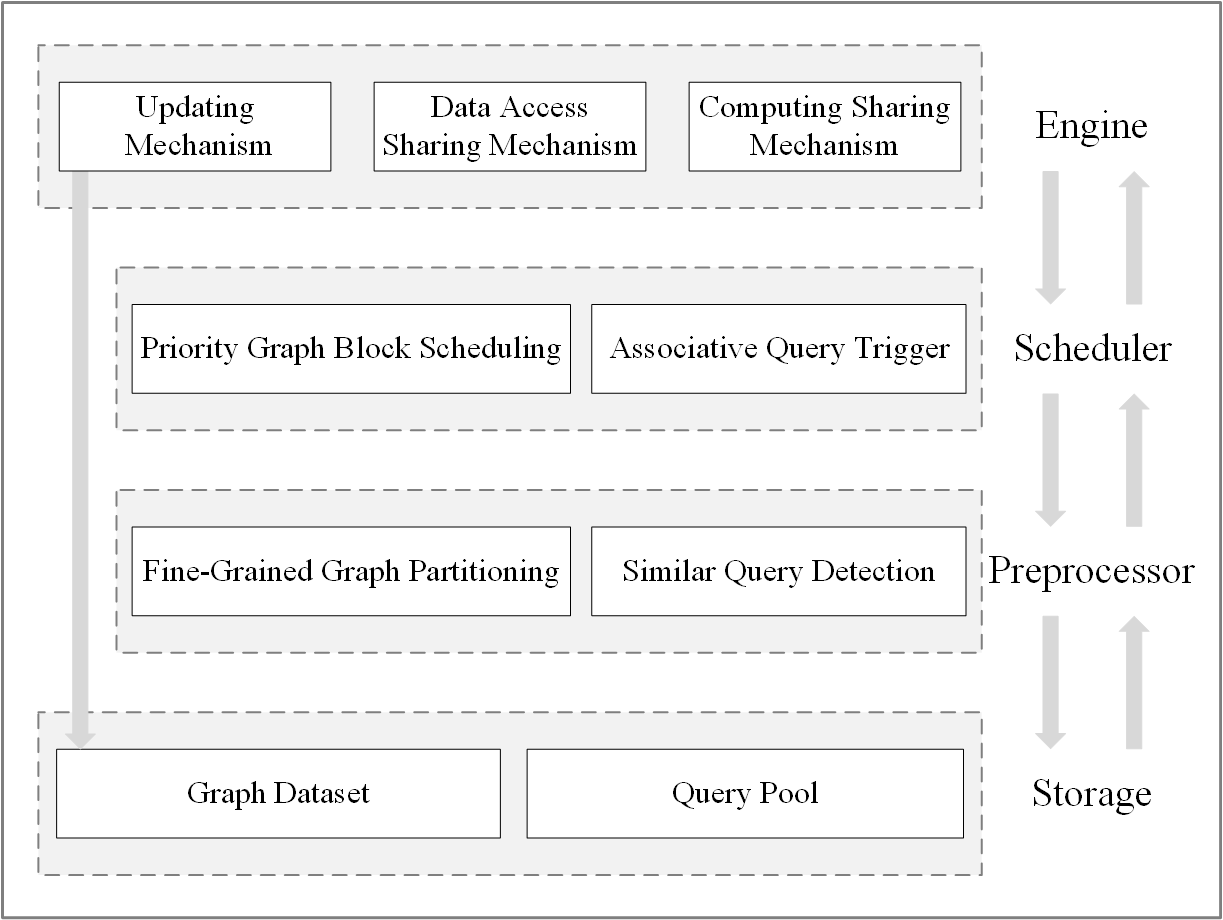 Updating
Mechanism
Data Access
Sharing Mechanism
Computing Sharing
Mechanism
Engine
Priority Graph Block Scheduling
Associative Query Trigger
Scheduler
Fine-Grained Graph Partitioning
Similar Query Detection
Preprocessor
Graph Dataset
Query Pool
Storage